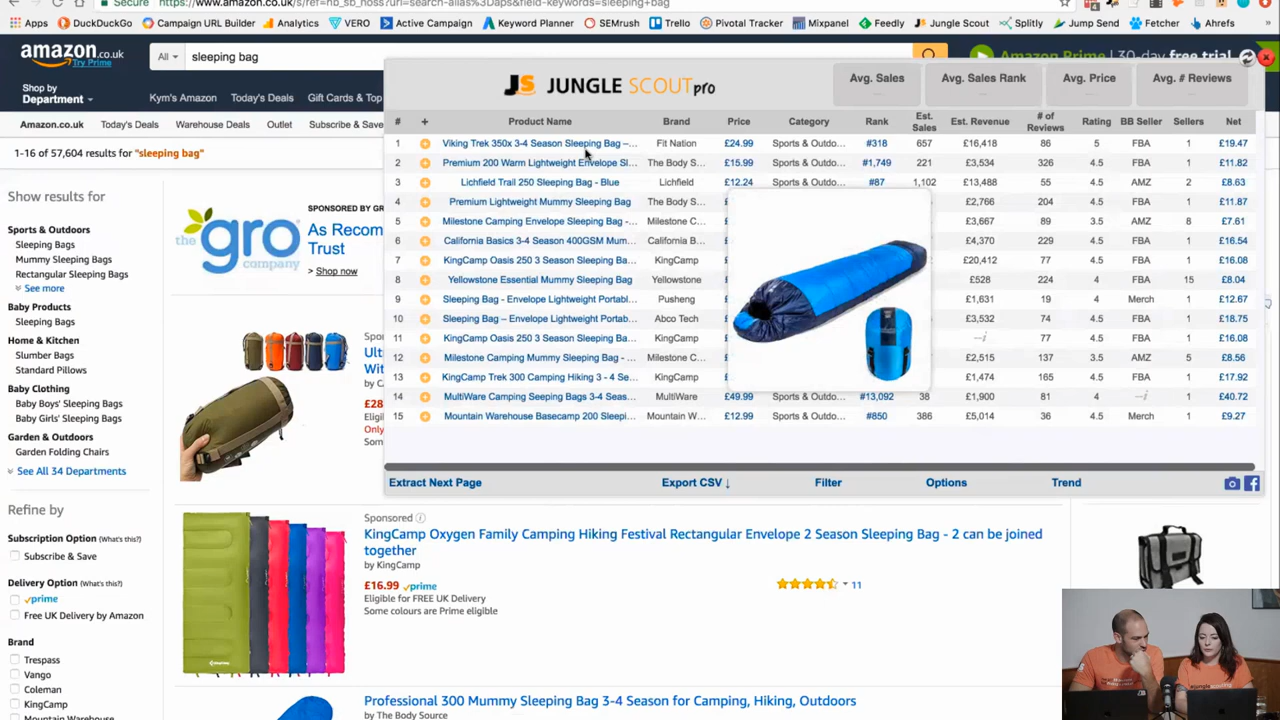 Secure https://www.amazon.co.uk/s/ref=nb_sb_noss?url=search-alias%3Daps&field-keywords=sleeping+bag
Apps DuckDuckGo Campaign URL Builder Analytics VERO Active Campaign Keyword Planner SEMrush Trello Pivotal Tracker Mixpanel Feedly Jungle Scout Splitly Jump Send Fetcher Ahrefs »
amazon.co.uk
Try Prime
All sleeping bag
Amazon Prime | 30-day free trial
Shop by
Department
Kym's Amazon Today's Deals Gift Cards & Top
Amazon.co.uk Today's Deals Warehouse Deals Outlet Subscribe & Save
1-16 of 57,604 results for "sleeping bag"
Show results for
Sports & Outdoors
Sleeping Bags
Mummy Sleeping Bags
Rectangular Sleeping Bags
See more
Baby Products
Sleeping Bags
Home & Kitchen
Slumber Bags
Standard Pillows
Baby Clothing
Baby Boys' Sleeping Bags
Baby Girls' Sleeping Bags
Garden & Outdoors
Garden Folding Chairs
See All 34 Departments
Refine by
Subscription Option (What's this?)
Subscribe & Save
Delivery Option (What's this?)
prime
Free UK Delivery by Amazon
Brand
Trespass
Vango
Coleman
KingCamp
Mountain Warehouse
the gro company
SPONSORED BY GR
As Recom
Trust
> Shop now
Spon
Ult
by C
£28
Eligi
Only
JS JUNGLE SCOUT pro
Avg. Sales
Avg. Sales Rank
Avg. Price
Avg. # Reviews
# + Product Name Brand Price Category Rank Est. Sales Est. Revenue # of Reviews Rating BB Seller Sellers Net
1 Viking Trek 350x 3-4 Season Sleeping Bag –... Fit Nation £24.99 Sports & Outdo... #318 657 £16,418 86 5 FBA 1 £19.47
2 Premium 200 Warm Lightweight Envelope Sl... The Body S... £15.99 Sports & Outdo... #1,749 221 £3,534 326 4.5 FBA 1 £11.82
3 Lichfield Trail 250 Sleeping Bag - Blue Lichfield £12.24 Sports & Outdo... #87 1,102 £13,488 55 4.5 AMZ 2 £8.63
4 Premium Lightweight Mummy Sleeping Bag The Body S... £ £2,766 204 4.5 FBA 1 £11.87
5 Milestone Camping Envelope Sleeping Bag -... Milestone C... £ £3,667 89 3.5 AMZ 8 £7.61
6 California Basics 3-4 Season 400GSM Mum... California B... £ £4,370 229 4.5 FBA 1 £16.54
7 KingCamp Oasis 250 3 Season Sleeping Ba... KingCamp £ £20,412 77 4.5 FBA 1 £16.08
8 Yellowstone Essential Mummy Sleeping Bag Yellowstone £ £528 224 4 FBA 15 £8.04
9 Sleeping Bag - Envelope Lightweight Portabl... Pusheng £ £1,631 19 4.5 Merch 1 £12.67
10 Sleeping Bag – Envelope Lightweight Portab... Abco Tech £ £3,532 74 4.5 FBA 1 £18.75
11 KingCamp Oasis 250 3 Season Sleeping Ba... KingCamp £ --i 77 4.5 FBA 1 £16.08
12 Milestone Camping Mummy Sleeping Bag - ... Milestone C... £ £2,515 137 3.5 AMZ 5 £8.56
13 KingCamp Trek 300 Camping Hiking 3 - 4 Se... KingCamp £ £1,474 165 4.5 FBA 1 £17.92
14 MultiWare Camping Sleeping Bags 3-4 Seas... MultiWare £49.99 Sports & Outdo... #13,092 38 £1,900 81 4 --i 1 £40.72
15 Mountain Warehouse Basecamp 200 Sleepi... Mountain W... £12.99 Sports & Outdo... #850 386 £5,014 36 4.5 Merch 1 £9.27
Extract Next Page Export CSV ↓ Filter Options Trend
Sponsored
KingCamp Oxygen Family Camping Hiking Festival Rectangular Envelope 2 Season Sleeping Bag - 2 can be joined
together
by KingCamp
£16.99 prime
11
Eligible for FREE UK Delivery
Some colours are Prime eligible
Professional 300 Mummy Sleeping Bag 3-4 Season for Camping, Hiking, Outdoors
by The Body Source